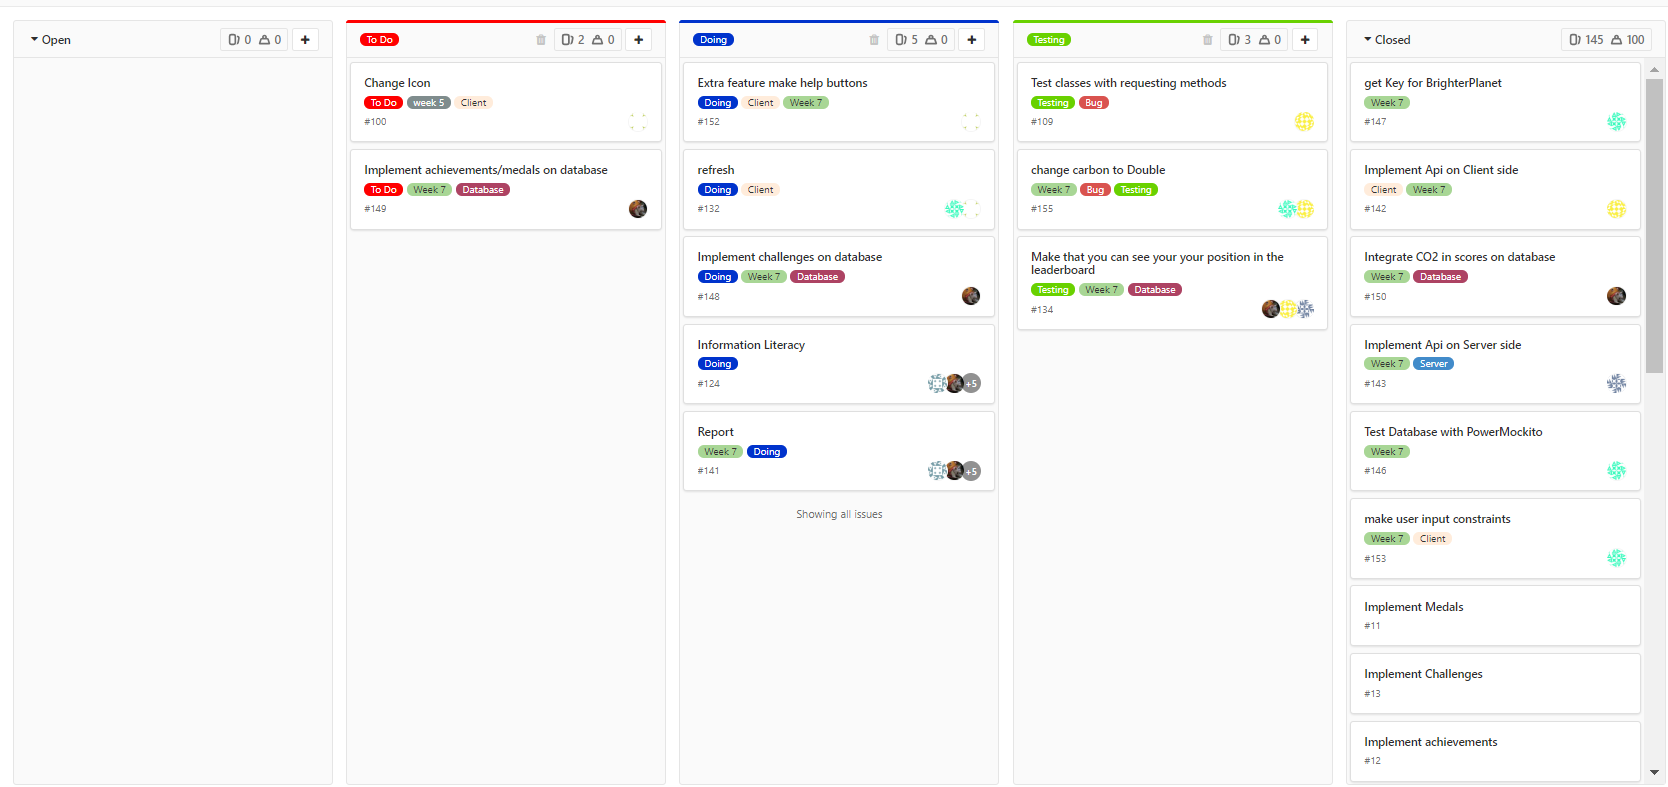 Open
0 0
To Do
2 0
Change Icon
To Do week 5 Client
#100
Implement achievements/medals on database
To Do Week 7 Database
#149
Doing
5 0
Extra feature make help buttons
Doing Client Week 7
#152
refresh
Doing Client
#132
Implement challenges on database
Doing Week 7 Database
#148
Information Literacy
Doing
#124
+5
Report
Week 7 Doing
#141
+5
Showing all issues
Testing
3 0
Test classes with requesting methods
Testing Bug
#109
change carbon to Double
Week 7 Bug Testing
#155
Make that you can see your your position in the
leaderboard
Testing Week 7 Database
#134
Closed
145 100
get Key for BrighterPlanet
Week 7
#147
Implement Api on Client side
Client Week 7
#142
Integrate CO2 in scores on database
Week 7 Database
#150
Implement Api on Server side
Week 7 Server
#143
Test Database with PowerMockito
Week 7
#146
make user input constraints
Week 7 Client
#153
Implement Medals
#11
Implement Challenges
#13
Implement achievements
#12